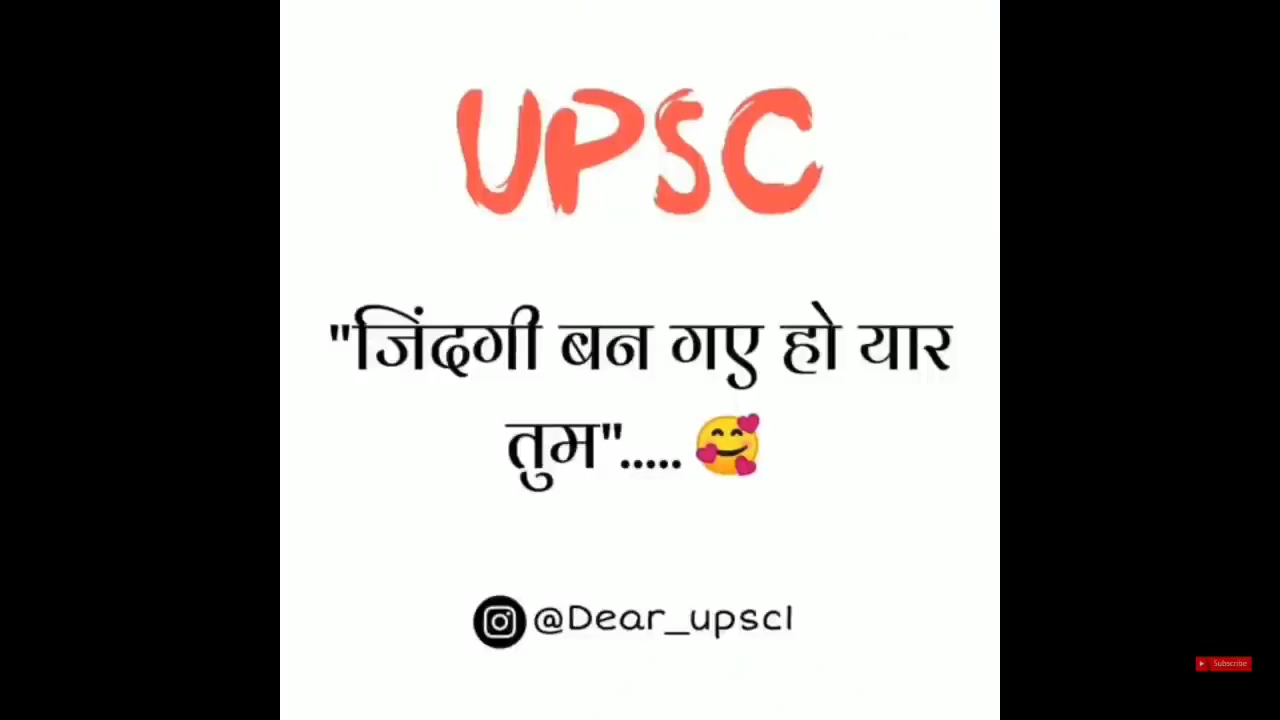 UPSC
"जिंदगी बन गए हो यार
तुम"..... 🥰
@Dear_upscl
Subscribe